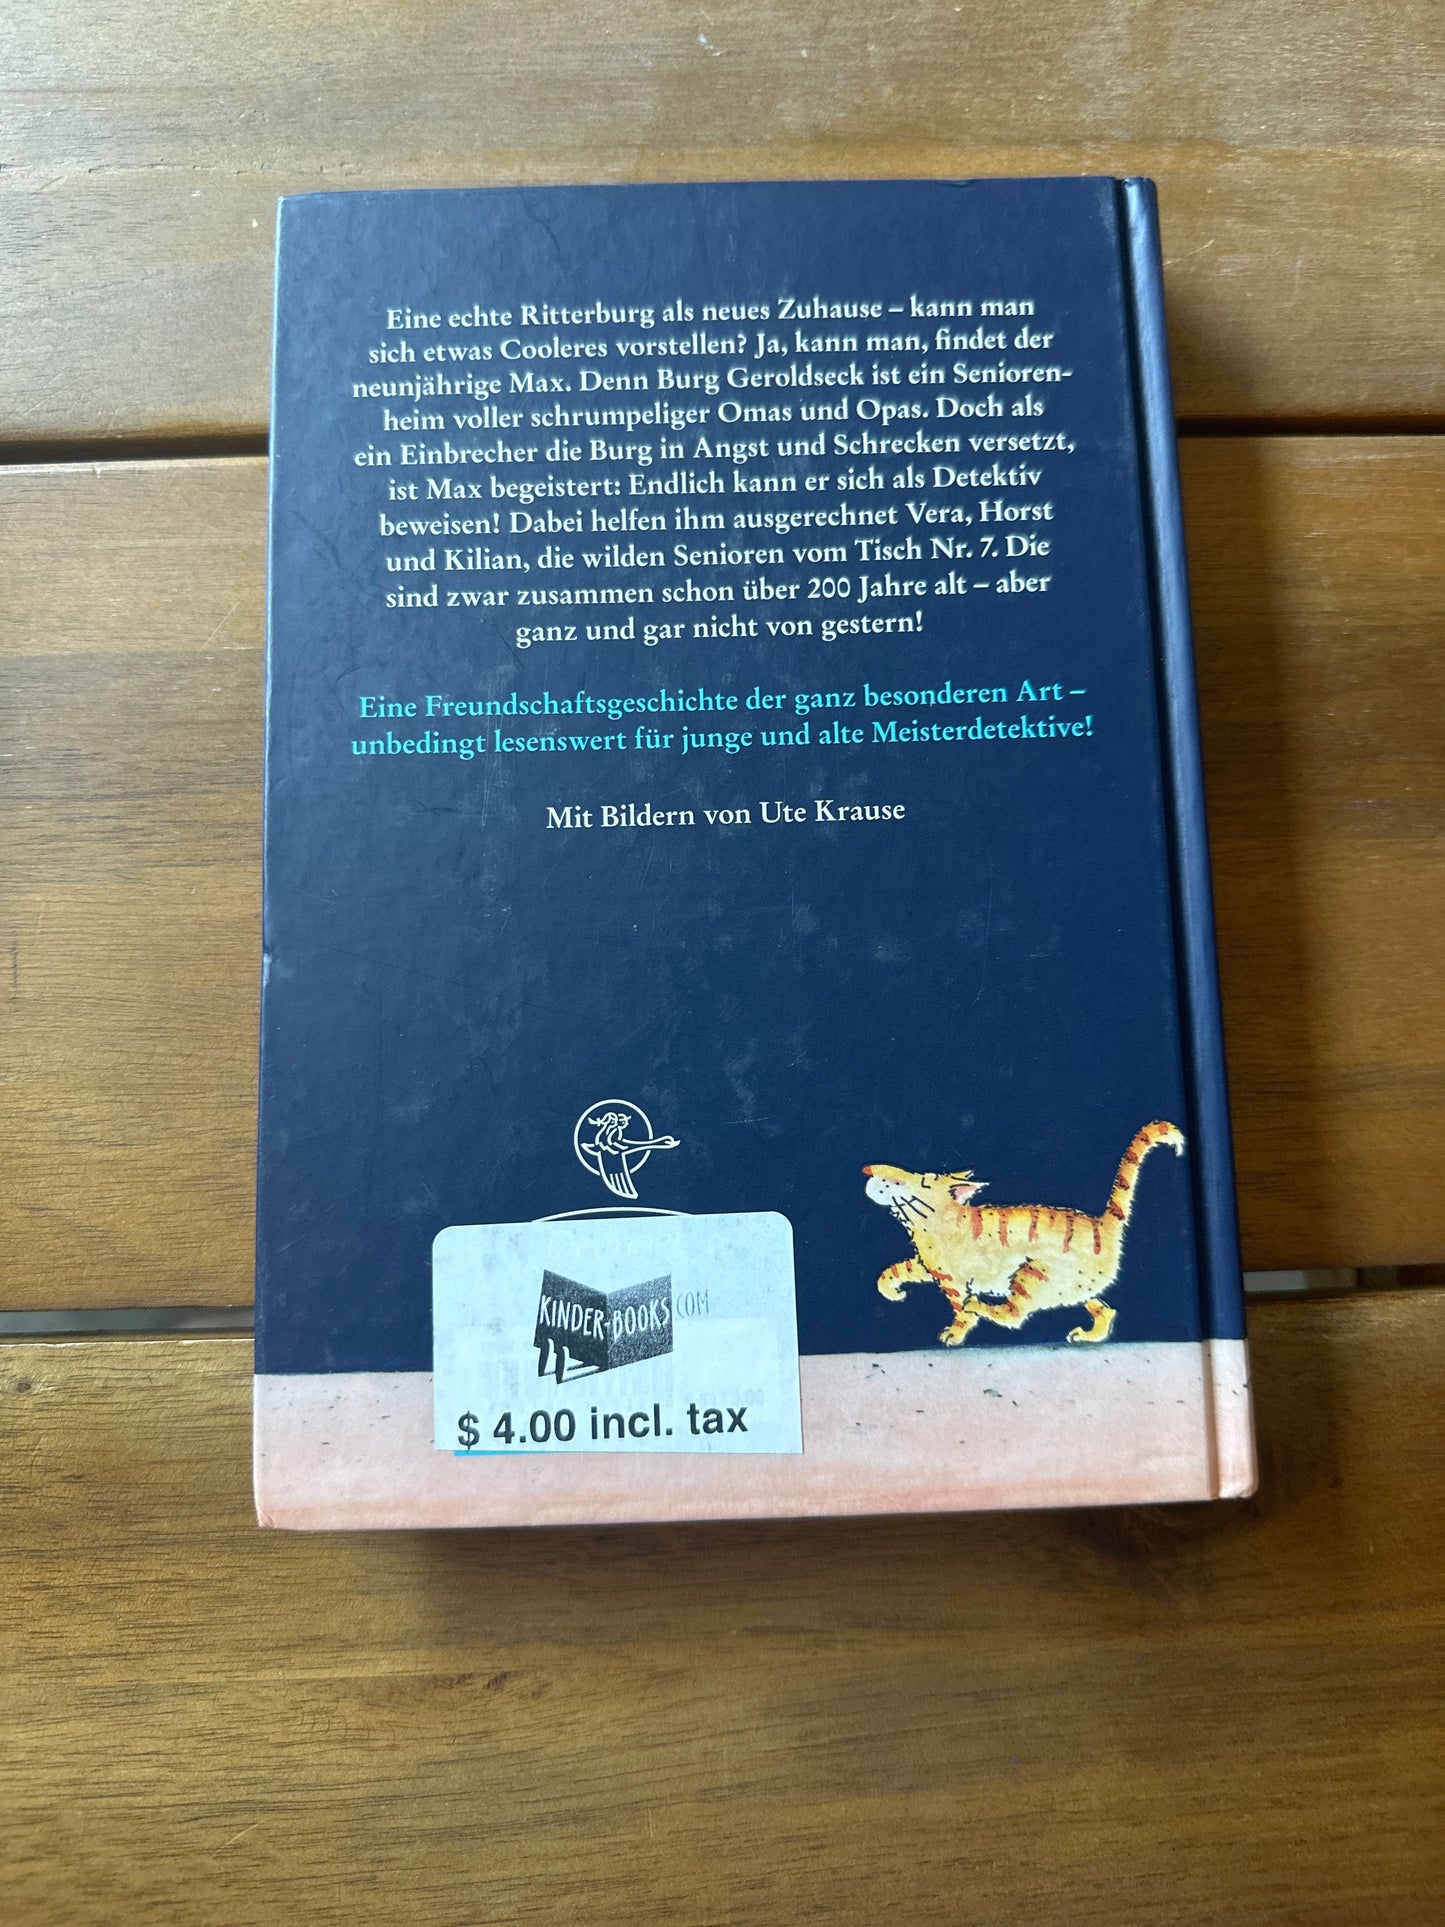 Eine echte Ritterburg als neues Zuhause – kann man
sich etwas Cooleres vorstellen? Ja, kann man, findet der
neunjährige Max. Denn Burg Geroldseck ist ein Senioren-
heim voller schrumpeliger Omas und Opas. Doch als
ein Einbrecher die Burg in Angst und Schrecken versetzt,
ist Max begeistert: Endlich kann er sich als Detektiv
beweisen! Dabei helfen ihm ausgerechnet Vera, Horst
und Kilian, die wilden Senioren vom Tisch Nr. 7. Die
sind zwar zusammen schon über 200 Jahre alt – aber
ganz und gar nicht von gestern!
Eine Freundschaftsgeschichte der ganz besonderen Art –
unbedingt lesenswert für junge und alte Meisterdetektive!
Mit Bildern von Ute Krause
KINDER-BOOKS.COM
$ 4.00 incl. tax